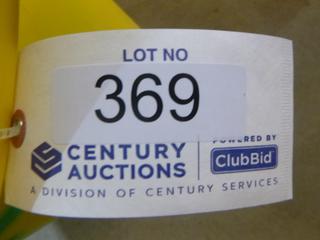 LOT NO
369
CENTURY
AUCTIONS
POWERED BY
ClubBid
A DIVISION OF CENTURY SERVICES